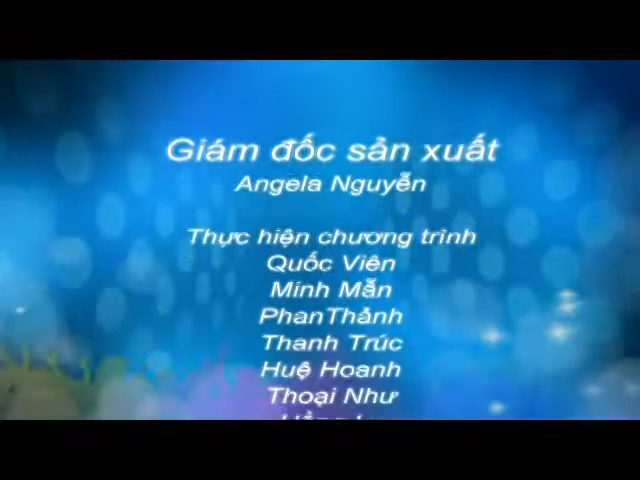 Giám đốc sản xuất
Angela Nguyễn
Thực hiện chương trình
Quốc Viên
Minh Mẫn
PhanThảnh
Thanh Trúc
Huệ Hoanh
Thoại Như